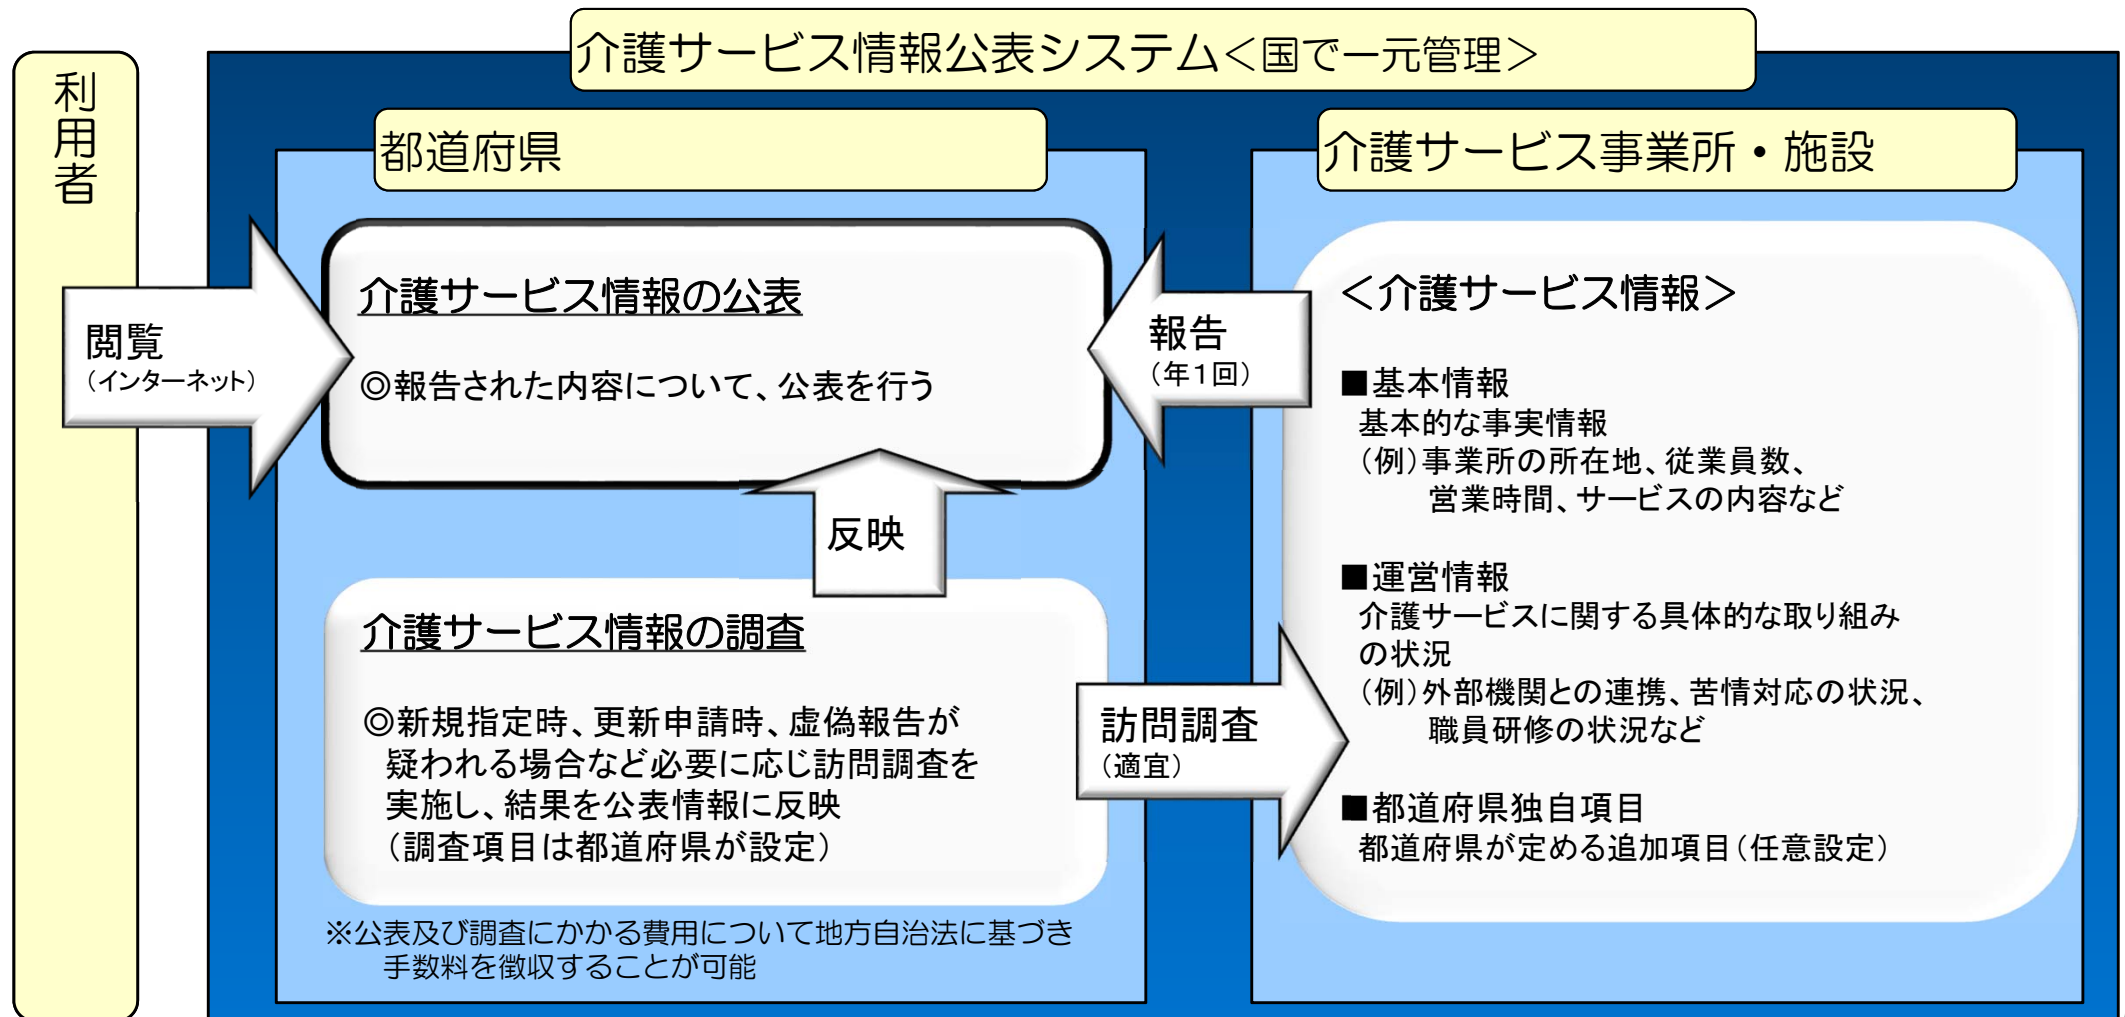 介護サービス情報公表システム＜国で一元管理＞
利用者
都道府県
介護サービス事業所・施設
閲覧
（インターネット）
介護サービス情報の公表
◎報告された内容について、公表を行う
報告
（年1回）
反映
介護サービス情報の調査
◎新規指定時、更新申請時、虚偽報告が
疑われる場合など必要に応じ訪問調査を
実施し、結果を公表情報に反映
（調査項目は都道府県が設定）
訪問調査
（適宜）
※公表及び調査にかかる費用について地方自治法に基づき
手数料を徴収することが可能
＜介護サービス情報＞
■基本情報
基本的な事実情報
（例）事業所の所在地、従業員数、
営業時間、サービスの内容など
■運営情報
介護サービスに関する具体的な取り組み
の状況
（例）外部機関との連携、苦情対応の状況、
職員研修の状況など
■都道府県独自項目
都道府県が定める追加項目（任意設定）